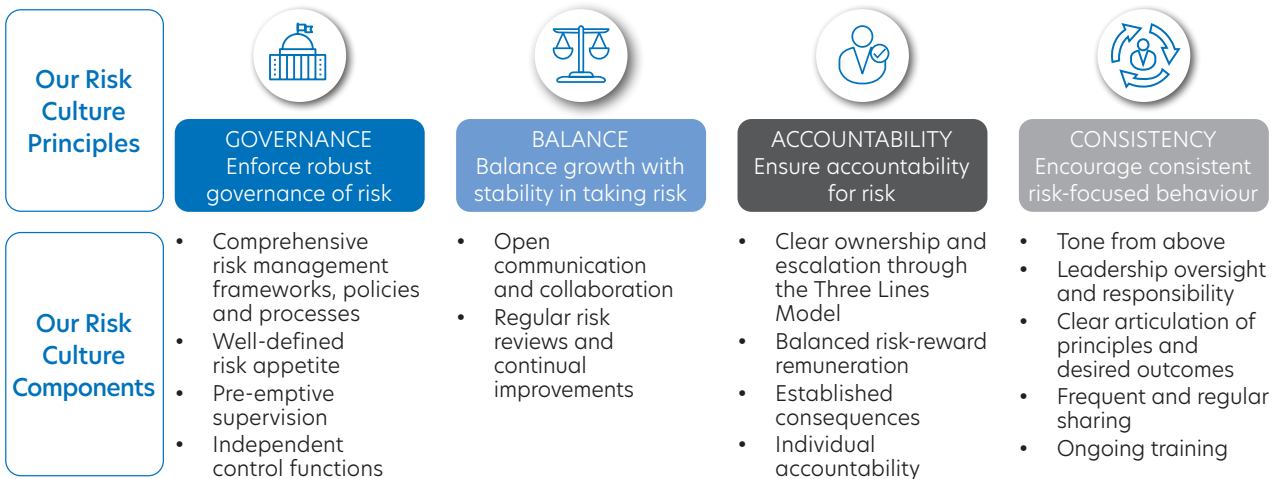 Our Risk
Culture
Principles
GOVERNANCE
Enforce robust
governance of risk
BALANCE
Balance growth with
stability in taking risk
ACCOUNTABILITY
Ensure accountability
for risk
CONSISTENCY
Encourage consistent
risk-focused behaviour
Our Risk
Culture
Components
• Comprehensive
risk management
frameworks, policies
and processes
• Well-defined
risk appetite
• Pre-emptive
supervision
• Independent
control functions
• Open
communication
and collaboration
• Regular risk
reviews and
continual
improvements
• Clear ownership and
escalation through
the Three Lines
Model
• Balanced risk-reward
remuneration
• Established
consequences
• Individual
accountability
• Tone from above
• Leadership oversight
and responsibility
• Clear articulation of
principles and
desired outcomes
• Frequent and regular
sharing
• Ongoing training